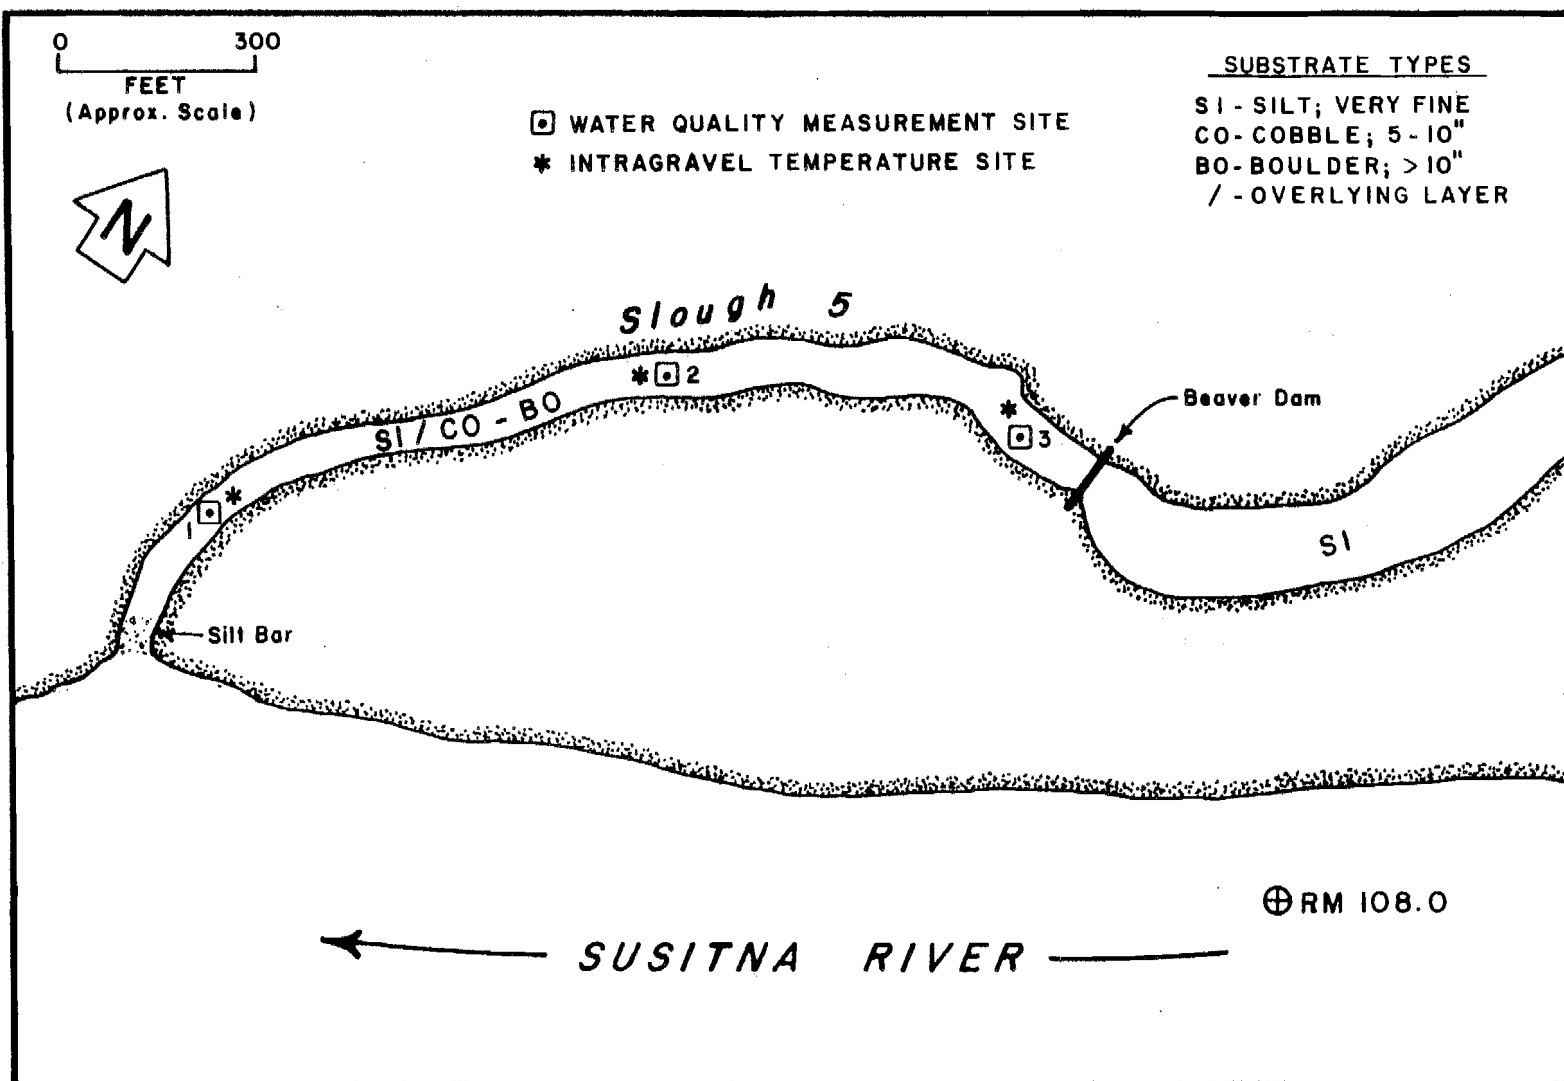 0 300
FEET
(Approx. Scale)
N
□ WATER QUALITY MEASUREMENT SITE
* INTRAGRAVEL TEMPERATURE SITE
SUBSTRATE TYPES
SI - SILT; VERY FINE
CO - COBBLE; 5 - 10"
BO - BOULDER; > 10"
/ - OVERLYING LAYER
Slough 5
2
SI / CO - BO
3
Beaver Dam
1
SI
Silt Bar
RM 108.0
SUSITNA RIVER